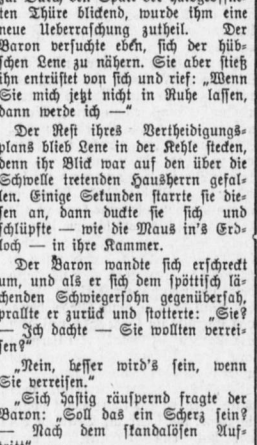 ten Thüre blickend, wurde ihm eine
neue Ueberraschung zutheil. Der
Baron versuchte eben, sich der hüb-
schen Lene zu nähern. Sie aber stieß
ihn entrüstet von sich und rief: „Wenn
Sie mich jetzt nicht in Ruhe lassen,
dann werde ich —“
Der Rest ihres Vertheidigungs-
plans blieb Lene in der Kehle stecken,
denn ihr Blick war auf den über die
Schwelle tretenden Hausherrn gefal-
len. Einige Sekunden starrte sie die-
sen an, dann duckte sie sich und
schlüpfte — wie die Maus in's Erd-
loch — in ihre Kammer.
Der Baron wandte sich erschreckt
um, und als er sich dem spöttisch lä-
chenden Schwiegersohn gegenübersah,
prallte er zurück und stotterte: „Sie?
— Ich dachte — Sie wollten verrei-
sen?“
„Nein, besser wird's sein, wenn
Sie verreisen.“
„Sich hastig räuspernd fragte der
Baron: „Soll das ein Scherz sein?
— Nach dem skandalösen Auf-